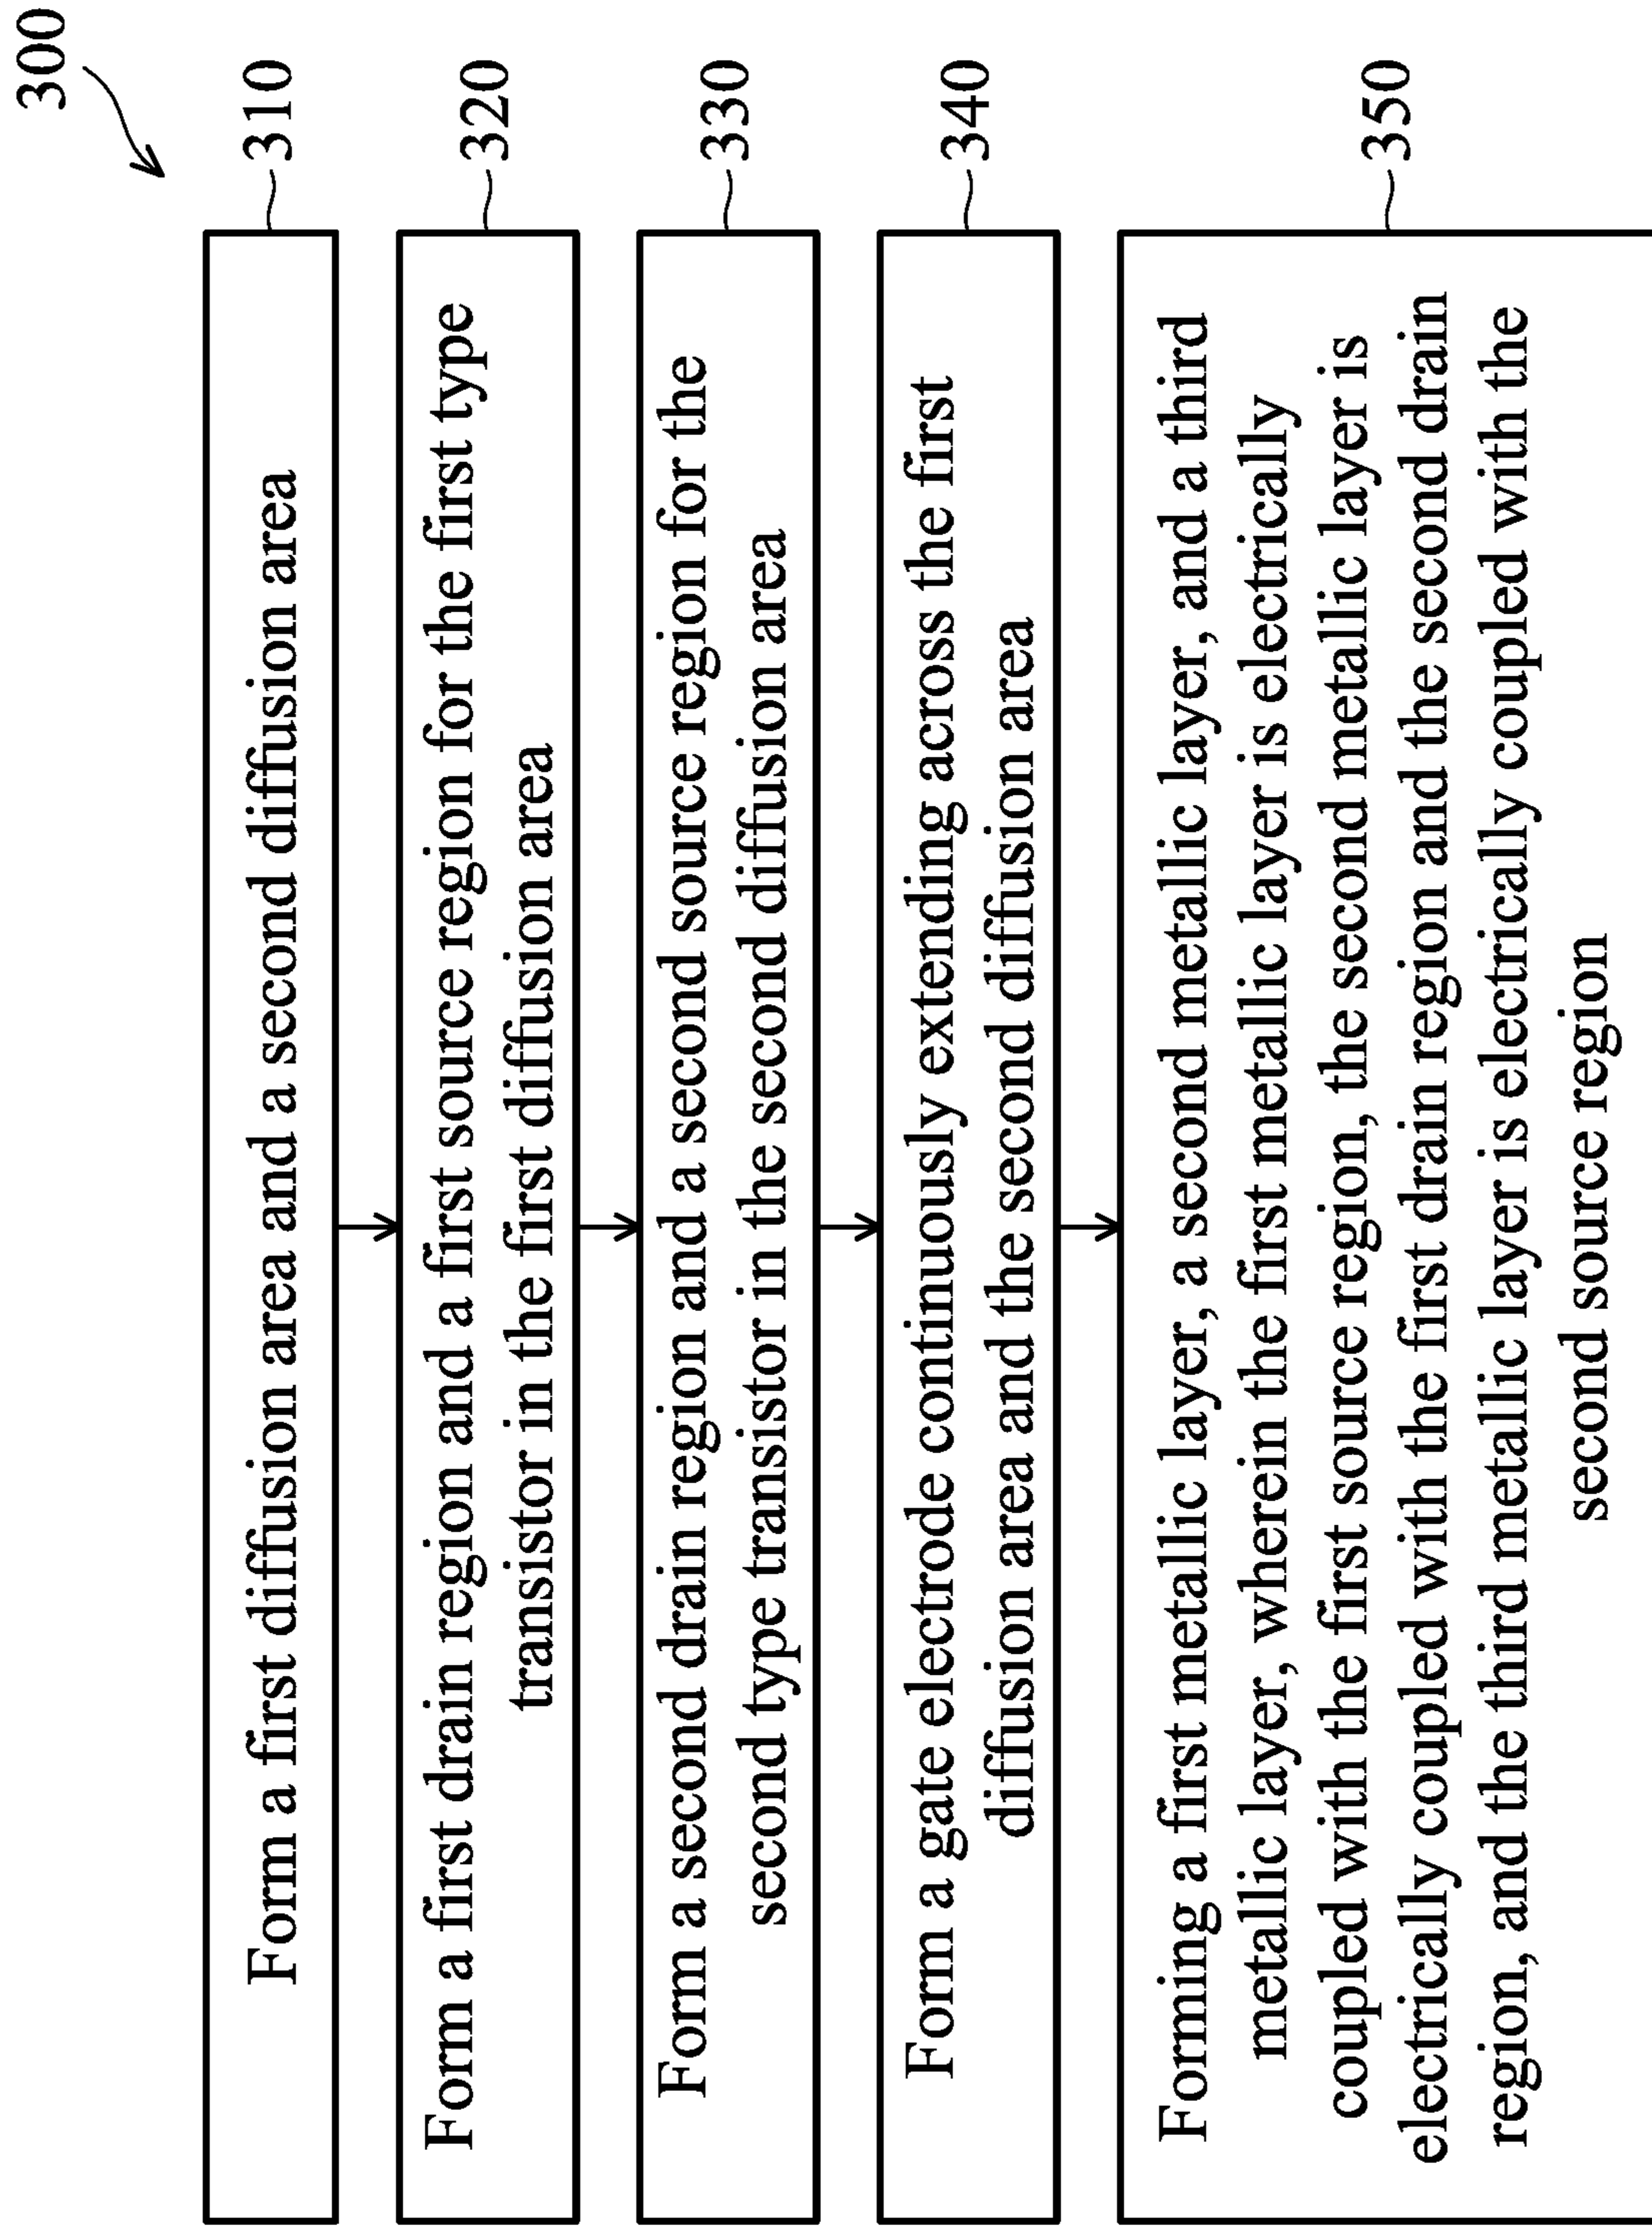 300
Form a first diffusion area and a second diffusion area
310
Form a first drain region and a first source region for the first type
transistor in the first diffusion area
320
Form a second drain region and a second source region for the
second type transistor in the second diffusion area
330
Form a gate electrode continuously extending across the first
diffusion area and the second diffusion area
340
Forming a first metallic layer, a second metallic layer, and a third
metallic layer, wherein the first metallic layer is electrically
coupled with the first source region, the second metallic layer is
electrically coupled with the first drain region and the second drain
region, and the third metallic layer is electrically coupled with the
second source region
350